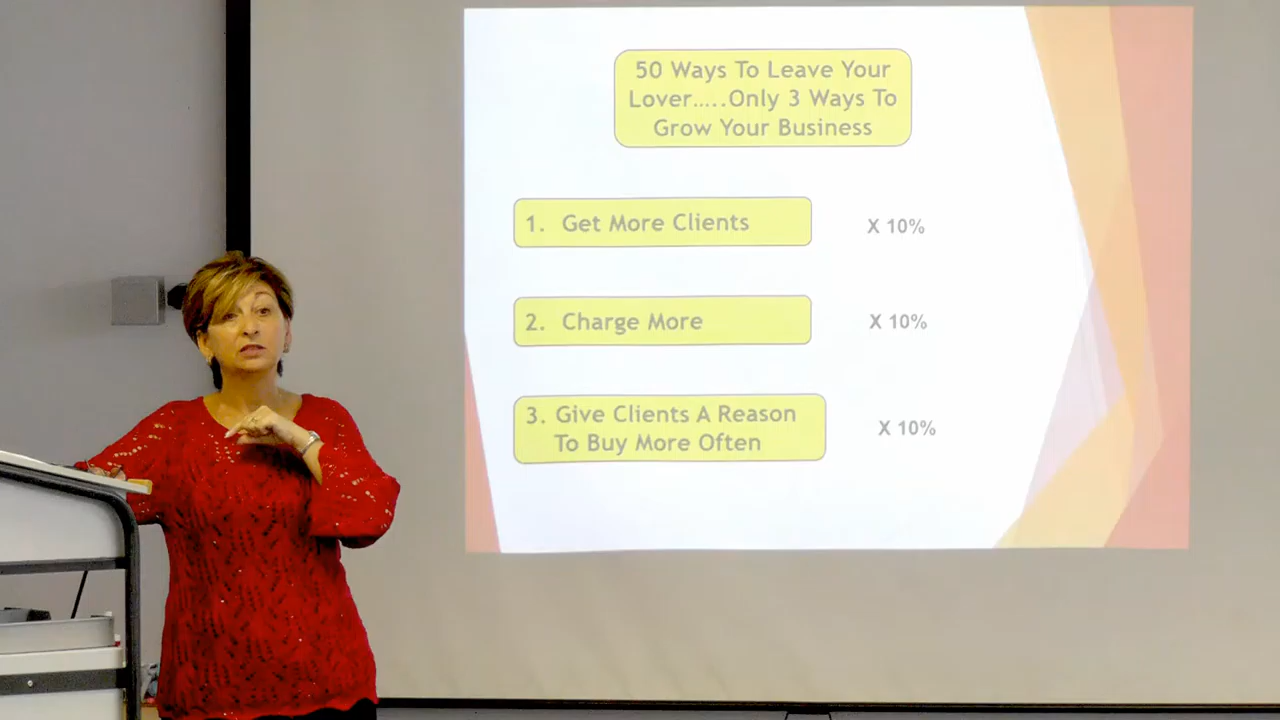 50 Ways To Leave Your
Lover.....Only 3 Ways To
Grow Your Business
1. Get More Clients
X 10%
2. Charge More
X 10%
3. Give Clients A Reason
To Buy More Often
X 10%